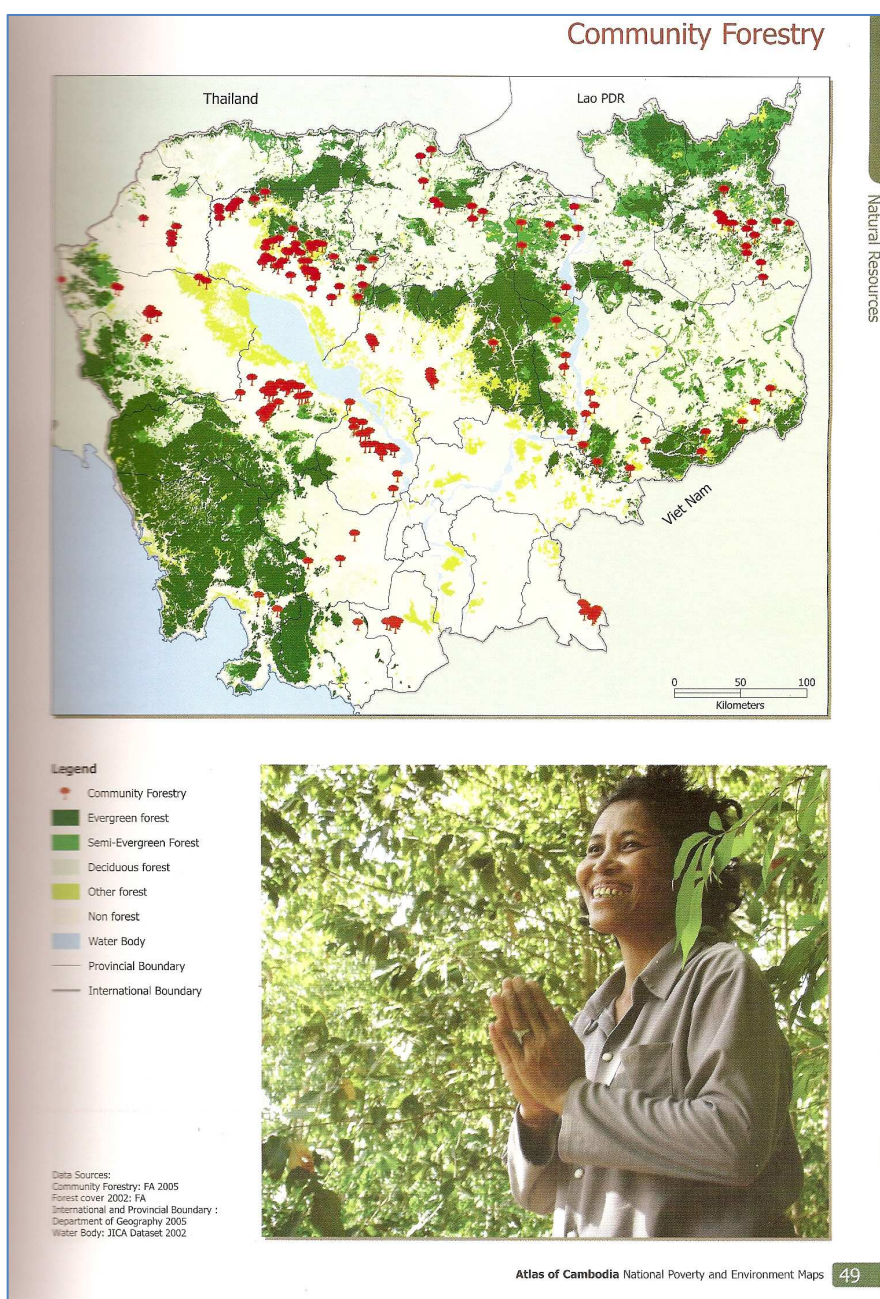 Community Forestry
Natural Resources
Thailand
Lao PDR
Viet Nam
0 50 100
Kilometers
Legend
Community Forestry
Evergreen forest
Semi-Evergreen Forest
Deciduous forest
Other forest
Non forest
Water Body
Provincial Boundary
International Boundary
Data Sources:
Community Forestry: FA 2005
Forest cover 2002: FA
International and Provincial Boundary :
Department of Geography 2005
Water Body: JICA Dataset 2002
Atlas of Cambodia National Poverty and Environment Maps 49